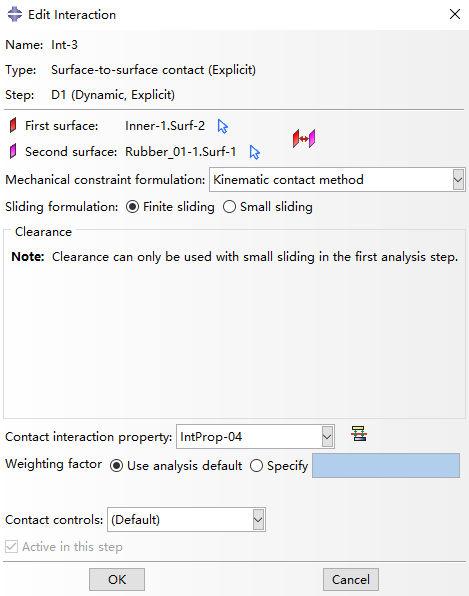 Edit Interaction
Name: Int-3
Type: Surface-to-surface contact (Explicit)
Step: D1 (Dynamic, Explicit)
First surface: Inner-1.Surf-2
Second surface: Rubber_01-1.Surf-1
Mechanical constraint formulation: Kinematic contact method
Sliding formulation: Finite sliding Small sliding
Clearance
Note: Clearance can only be used with small sliding in the first analysis step.
Contact interaction property: IntProp-04
Weighting factor Use analysis default Specify
Contact controls: (Default)
Active in this step
OK Cancel